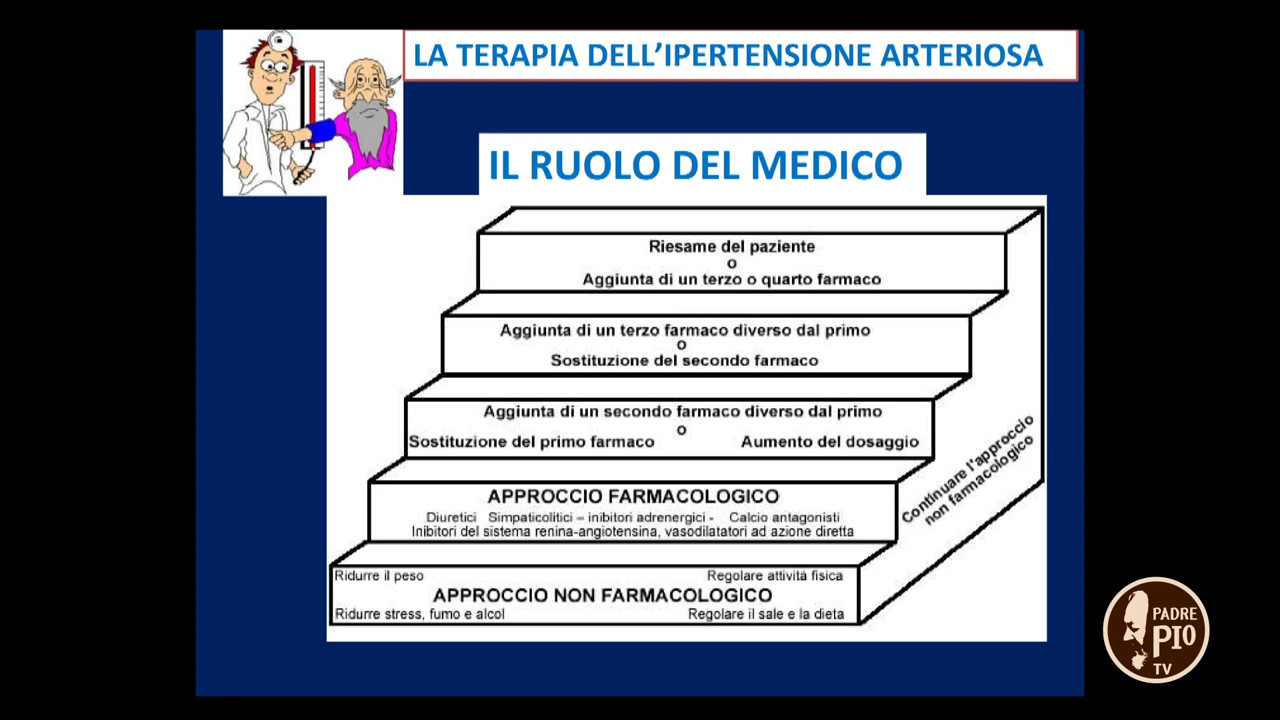 LA TERAPIA DELL’IPERTENSIONE ARTERIOSA
IL RUOLO DEL MEDICO
Riesame del paziente
o
Aggiunta di un terzo o quarto farmaco
Aggiunta di un terzo farmaco diverso dal primo
o
Sostituzione del secondo farmaco
Aggiunta di un secondo farmaco diverso dal primo
o
Sostituzione del primo farmaco Aumento del dosaggio
APPROCCIO FARMACOLOGICO
Diuretici Simpaticolitici – inibitori adrenergici - Calcio antagonisti
Inibitori del sistema renina-angiotensina, vasodilatatori ad azione diretta
Ridurre il peso Regolare attività fisica
APPROCCIO NON FARMACOLOGICO
Ridurre stress, fumo e alcol Regolare il sale e la dieta
Continuare l'approccio
non farmacologico
PADRE
PIO
TV